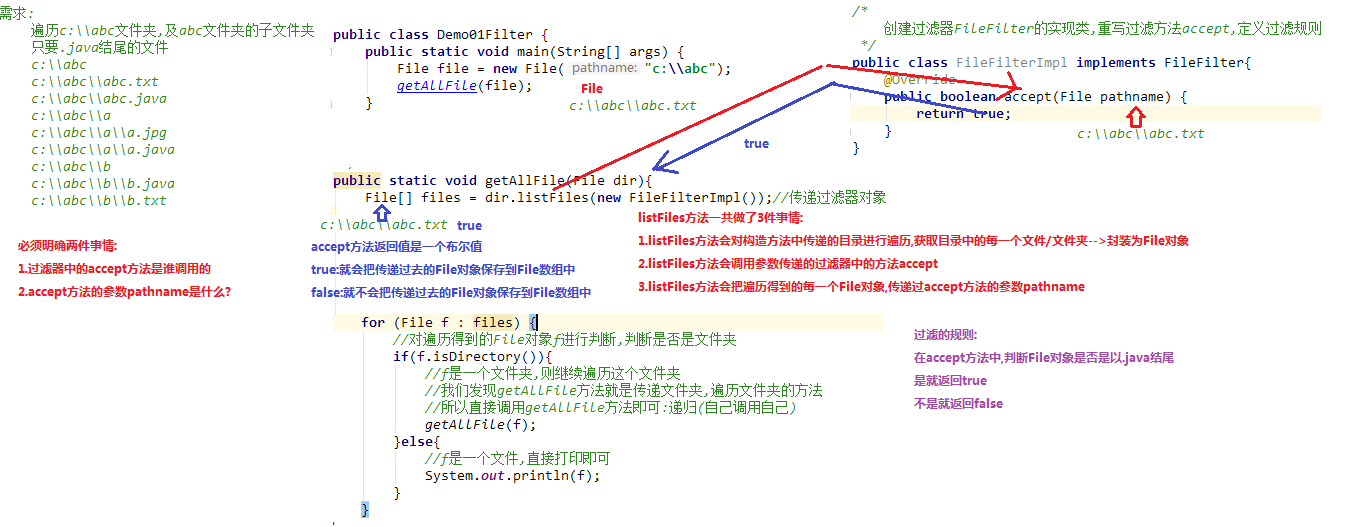 需求:
遍历c:\\abc文件夹,及abc文件夹的子文件夹
只要.java结尾的文件
c:\\abc
c:\\abc\\abc.txt
c:\\abc\\abc.java
c:\\abc\\a
c:\\abc\\a\\a.jpg
c:\\abc\\a\\a.java
c:\\abc\\b
c:\\abc\\b\\b.java
c:\\abc\\b\\b.txt
必须明确两件事情:
1.过滤器中的accept方法是谁调用的
2.accept方法的参数pathname是什么?
public class Demo01Filter {
public static void main(String[] args) {
File file = new File( pathname: "c:\\abc");
getAllFile(file);
}
File
c:\\abc\\abc.txt
/*
创建过滤器FileFilter的实现类,重写过滤方法accept,定义过滤规则
*/
public class FileFilterImpl implements FileFilter{
@Override
public boolean accept(File pathname) {
return true;
}
}
c:\\abc\\abc.txt
true
public static void getAllFile(File dir){
File[] files = dir.listFiles(new FileFilterImpl());//传递过滤器对象
c:\\abc\\abc.txt true
accept方法返回值是一个布尔值
true:就会把传递过去的File对象保存到File数组中
false:就不会把传递过去的File对象保存到File数组中
listFiles方法一共做了3件事情:
1.listFiles方法会对构造方法中传递的目录进行遍历,获取目录中的每一个文件/文件夹-->封装为File对象
2.listFiles方法会调用参数传递的过滤器中的方法accept
3.listFiles方法会把遍历得到的每一个File对象,传递过accept方法的参数pathname
for (File f : files) {
//对遍历得到的File对象f进行判断,判断是否是文件夹
if(f.isDirectory()){
//f是一个文件夹,则继续遍历这个文件夹
//我们发现getAllFile方法就是传递文件夹,遍历文件夹的方法
//所以直接调用getAllFile方法即可:递归(自己调用自己)
getAllFile(f);
}else{
//f是一个文件,直接打印即可
System.out.println(f);
}
}
过滤的规则:
在accept方法中,判断File对象是否是以.java结尾
是就返回true
不是就返回false